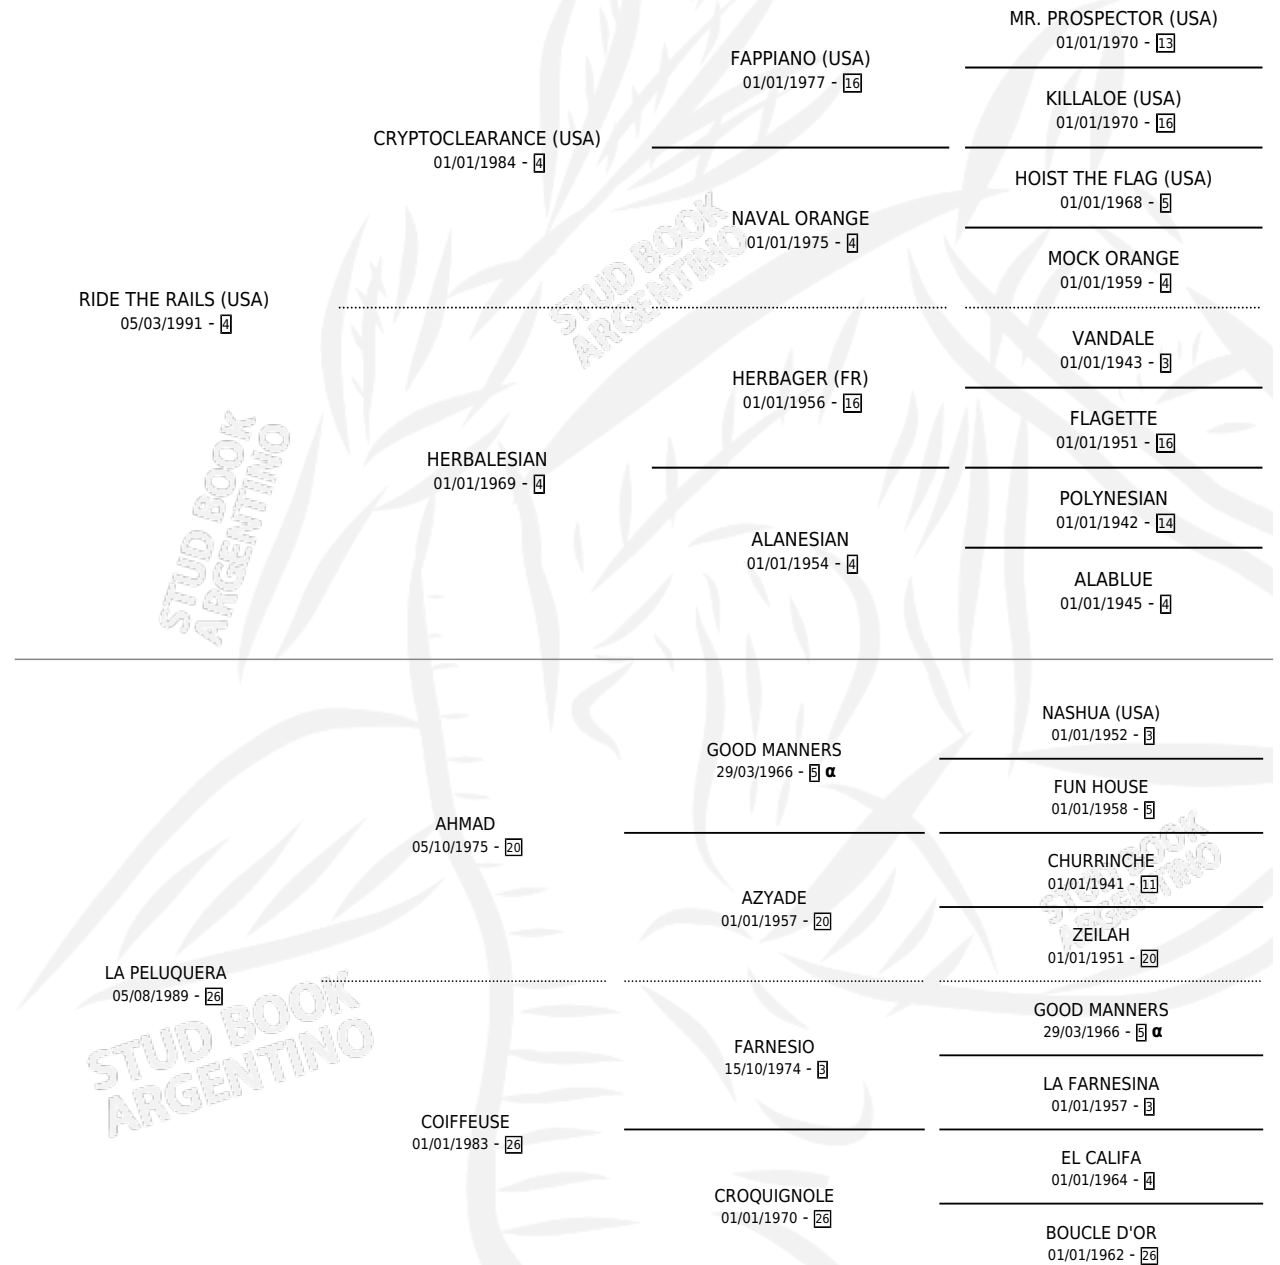 MR. PROSPECTOR (USA)
01/01/1970 - 13
FAPPIANO (USA)
01/01/1977 - 16
KILLALOE (USA)
01/01/1970 - 16
CRYPTOCLEARANCE (USA)
01/01/1984 - 4
HOIST THE FLAG (USA)
01/01/1968 - 5
NAVAL ORANGE
01/01/1975 - 4
MOCK ORANGE
01/01/1959 - 4
STUD BOOK
ARGENTINO
RIDE THE RAILS (USA)
05/03/1991 - 4
VANDALE
01/01/1943 - 3
HERBAGER (FR)
01/01/1956 - 16
FLAGETTE
01/01/1951 - 16
HERBALESIAN
01/01/1969 - 4
POLYNESIAN
01/01/1942 - 14
ALANESIAN
01/01/1954 - 4
ALABLUE
01/01/1945 - 4
STUD BOOK
ARGENTINO
NASHUA (USA)
01/01/1952 - 3
GOOD MANNERS
29/03/1966 - 5 α
FUN HOUSE
01/01/1958 - 5
AHMAD
05/10/1975 - 20
CHURRINCHE
01/01/1941 - 11
AZYADE
01/01/1957 - 20
ZEILAH
01/01/1951 - 20
STUD BOOK
ARGENTINO
LA PELUQUERA
05/08/1989 - 26
GOOD MANNERS
29/03/1966 - 5 α
FARNESIO
15/10/1974 - 3
LA FARNESINA
01/01/1957 - 3
COIFFEUSE
01/01/1983 - 26
EL CALIFA
01/01/1964 - 4
CROQUIGNOLE
01/01/1970 - 26
BOUCLE D'OR
01/01/1962 - 26
STUD BOOK
ARGENTINO